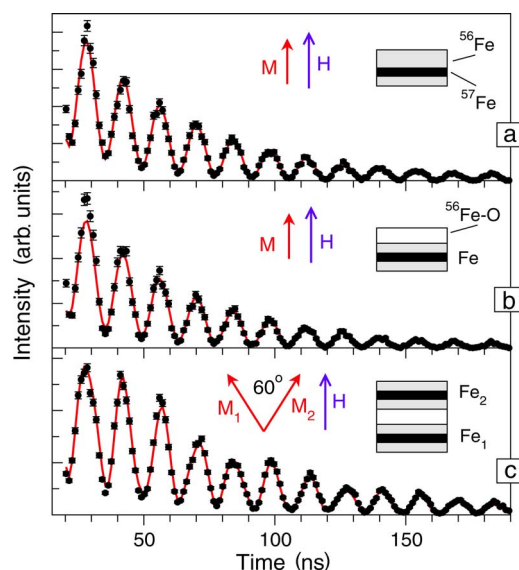 Intensity (arb. units)
M
H
⁵⁶Fe
⁵⁷Fe
a
M
H
⁵⁶Fe-O
Fe
b
60°
M₁
M₂
H
Fe₂
Fe₁
c
50
100
150
Time (ns)